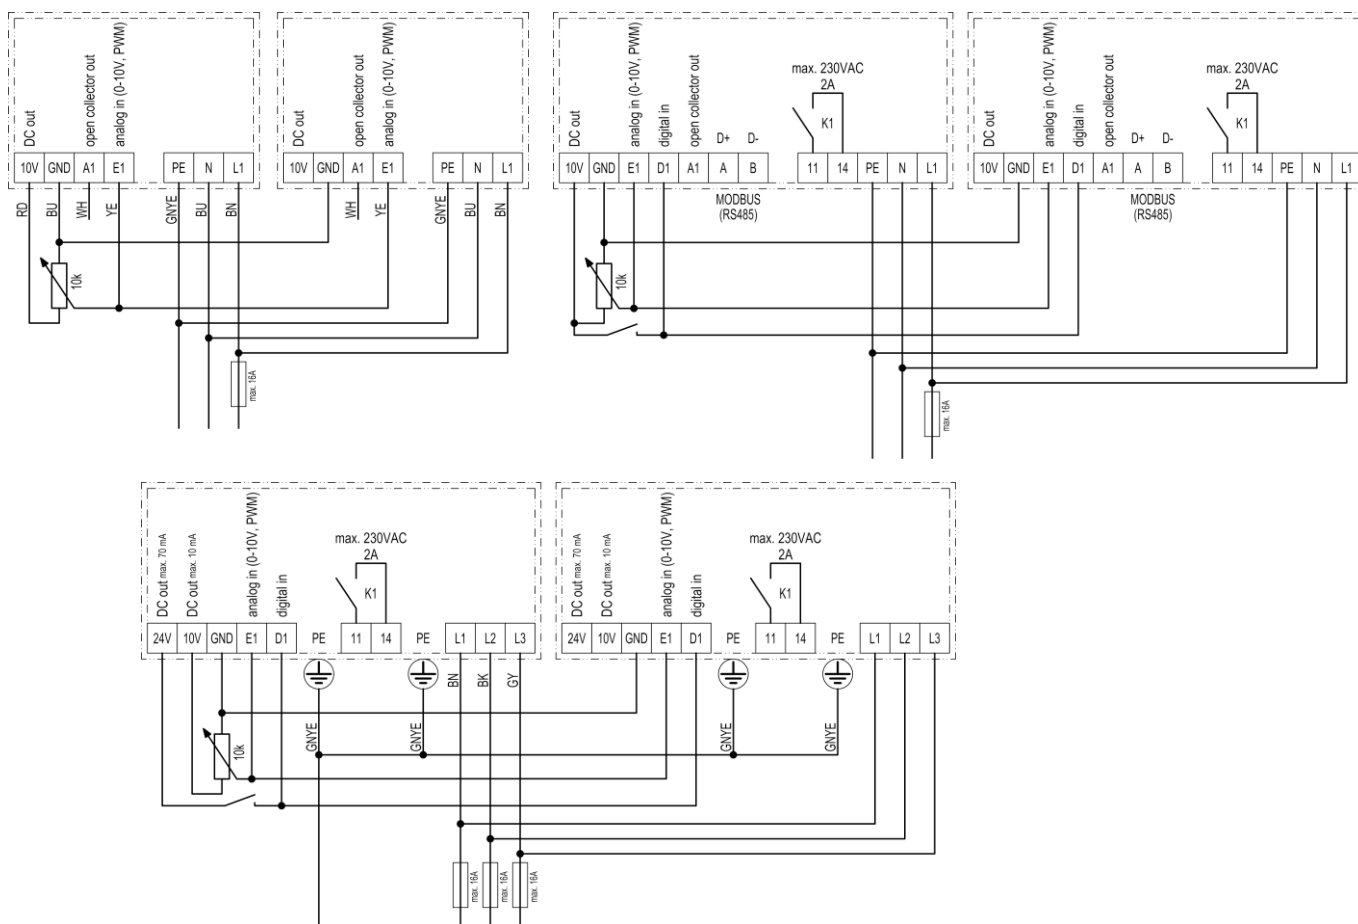 DC out
open collector out
analog in (0-10V, PWM)
10V GND A1 E1 PE N L1
RD BU WH YE GNYE BU BN
10k
max. 16A
DC out
open collector out
analog in (0-10V, PWM)
10V GND A1 E1 PE N L1
WH YE GNYE BU BN
DC out
analog in (0-10V, PWM)
digital in
open collector out
D+ D-
max. 230VAC
2A
K1
10V GND E1 D1 A1 A B 11 14 PE N L1
MODBUS
(RS485)
10k
max. 16A
DC out
analog in (0-10V, PWM)
digital in
open collector out
D+ D-
max. 230VAC
2A
K1
10V GND E1 D1 A1 A B 11 14 PE N L1
MODBUS
(RS485)
DC out max. 70 mA
DC out max. 10 mA
analog in (0-10V, PWM)
digital in
max. 230VAC
2A
K1
24V 10V GND E1 D1 PE 11 14 PE L1 L2 L3
BN BK GY
GNYE GNYE
10k
max. 16A max. 16A max. 16A
DC out max. 70 mA
DC out max. 10 mA
analog in (0-10V, PWM)
digital in
max. 230VAC
2A
K1
24V 10V GND E1 D1 PE 11 14 PE L1 L2 L3
GNYE GNYE